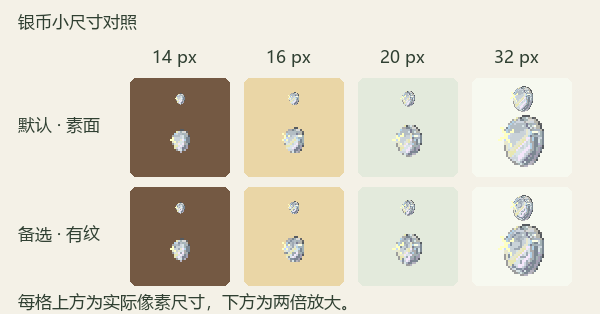 银币小尺寸对照
14 px 16 px 20 px 32 px
默认 · 素面
备选 · 有纹
每格上方为实际像素尺寸，下方为两倍放大。